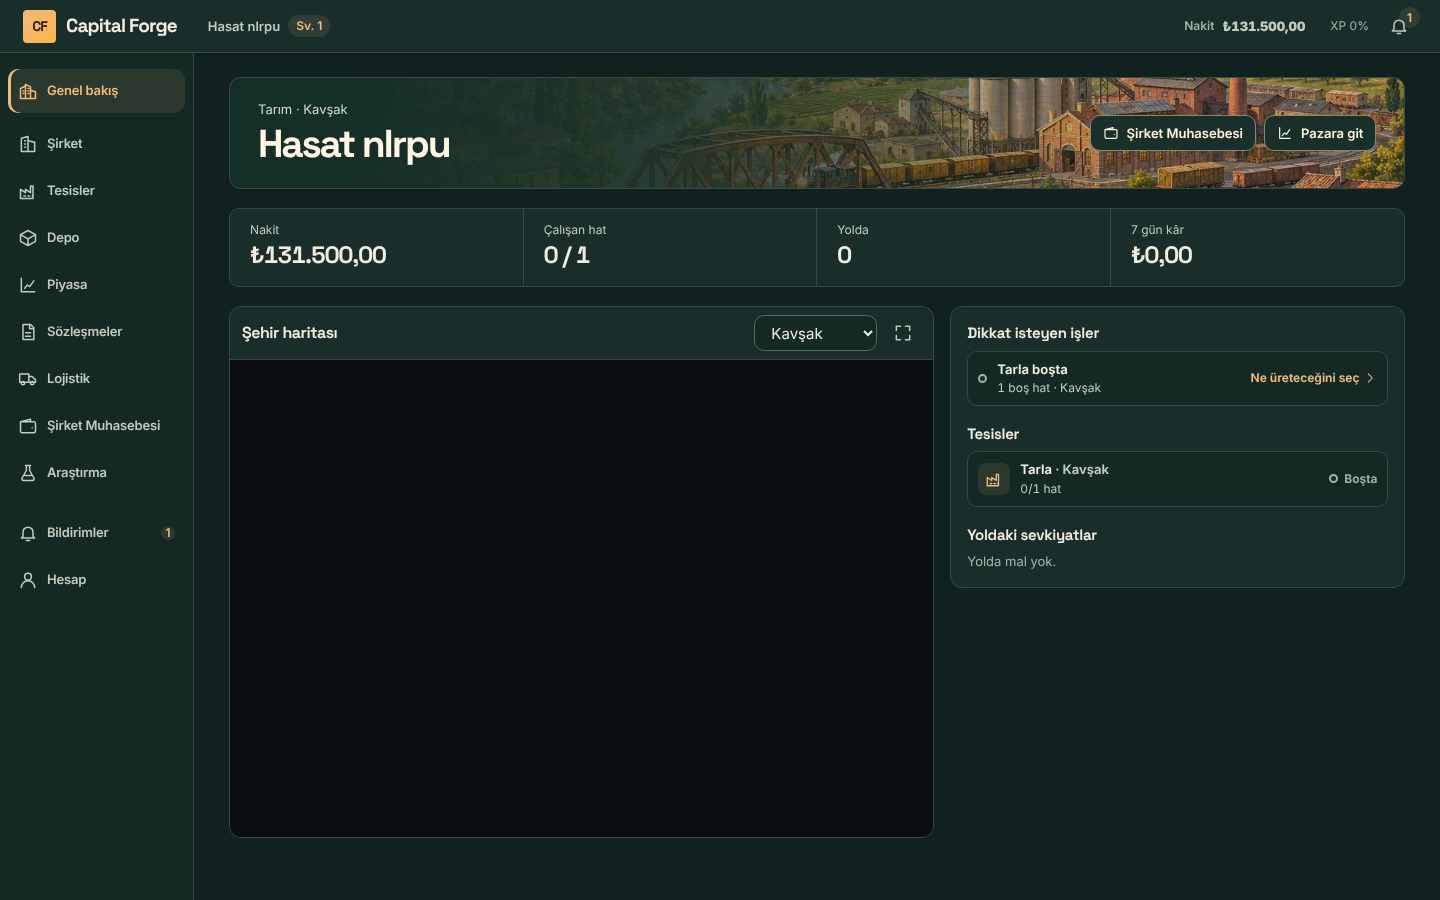 CF Capital Forge
Hasat nlrpu Sv. 1
Nakit ₺131.500,00 XP 0% 1
Genel bakış
Şirket
Tesisler
Depo
Piyasa
Sözleşmeler
Lojistik
Şirket Muhasebesi
Araştırma
Bildirimler 1
Hesap
Tarım · Kavşak
Hasat nlrpu
Şirket Muhasebesi Pazara git
Nakit
₺131.500,00
Çalışan hat
0 / 1
Yolda
0
7 gün kâr
₺0,00
Şehir haritası Kavşak
Dikkat isteyen işler
Tarla boşta
1 boş hat · Kavşak
Ne üreteceğini seç
Tesisler
Tarla · Kavşak
0/1 hat
Boşta
Yoldaki sevkiyatlar
Yolda mal yok.